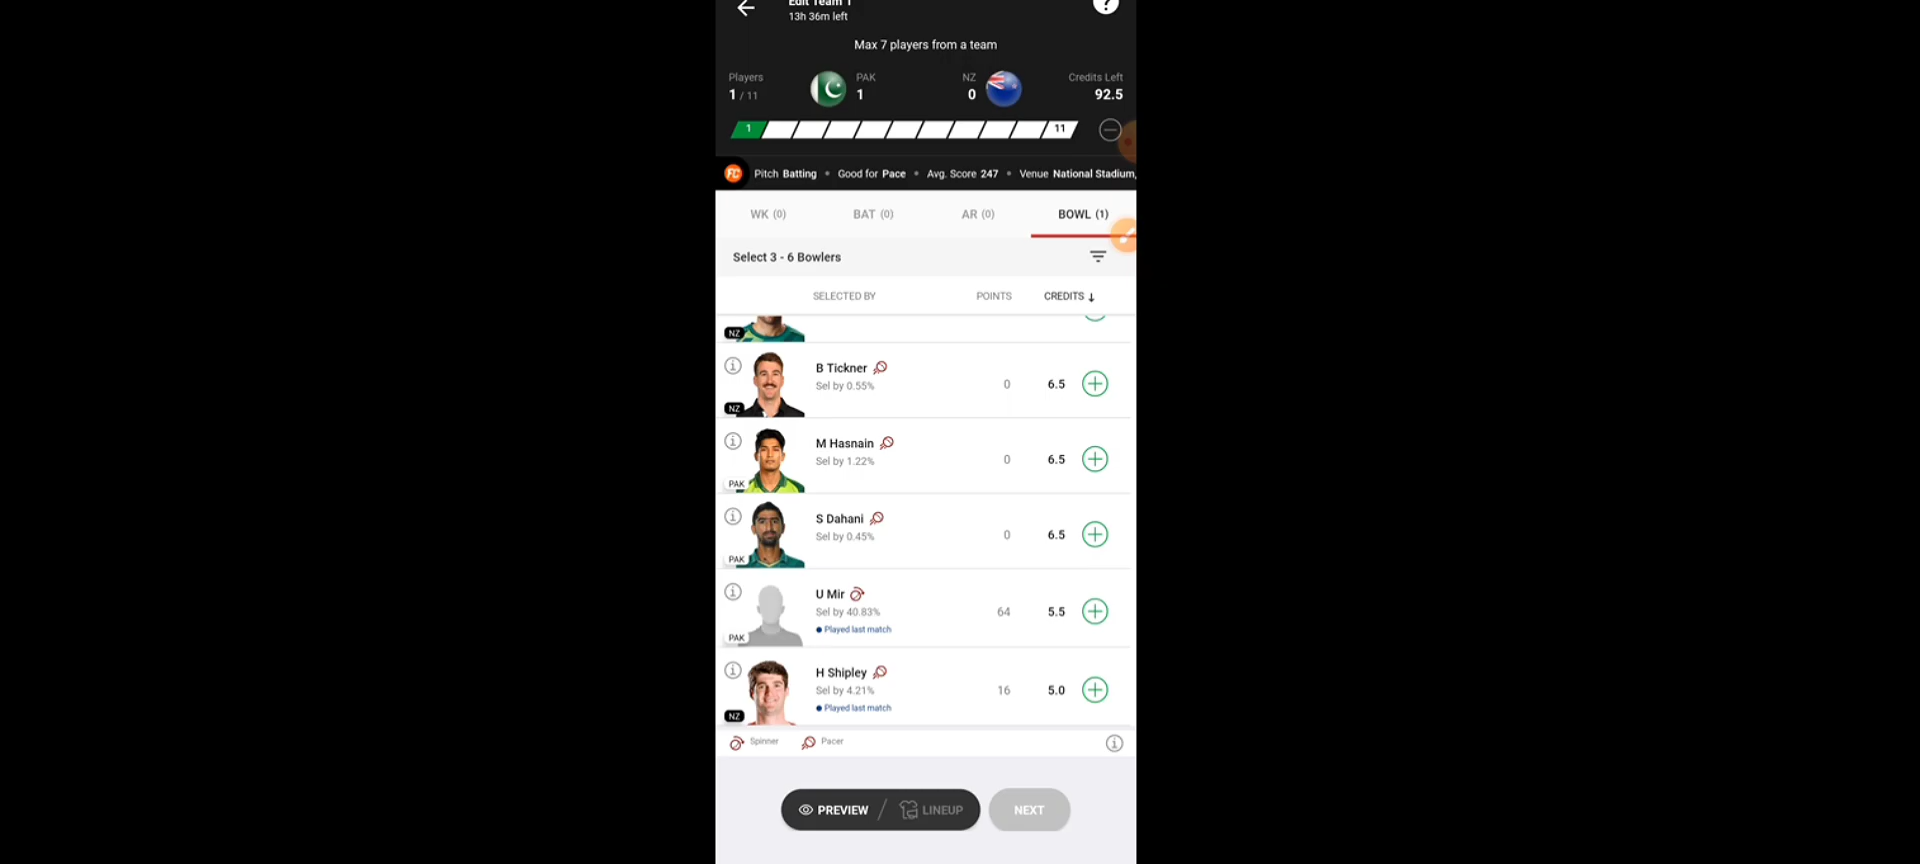 Edit Team 1
13h 36m left
?
Max 7 players from a team
Players
PAK
NZ
Credits Left
1 / 11
1
0
92.5
1
11
FC
Pitch Batting • Good for Pace • Avg. Score 247 • Venue National Stadium,
WK (0)
BAT (0)
AR (0)
BOWL (1)
Select 3 - 6 Bowlers
SELECTED BY
POINTS
CREDITS ↓
NZ
B Tickner
Sel by 0.55%
0
6.5
NZ
M Hasnain
Sel by 1.22%
0
6.5
PAK
S Dahani
Sel by 0.45%
0
6.5
PAK
U Mir
Sel by 40.83%
Played last match
64
5.5
PAK
H Shipley
Sel by 4.21%
Played last match
16
5.0
NZ
Spinner
Pacer
PREVIEW / LINEUP
NEXT